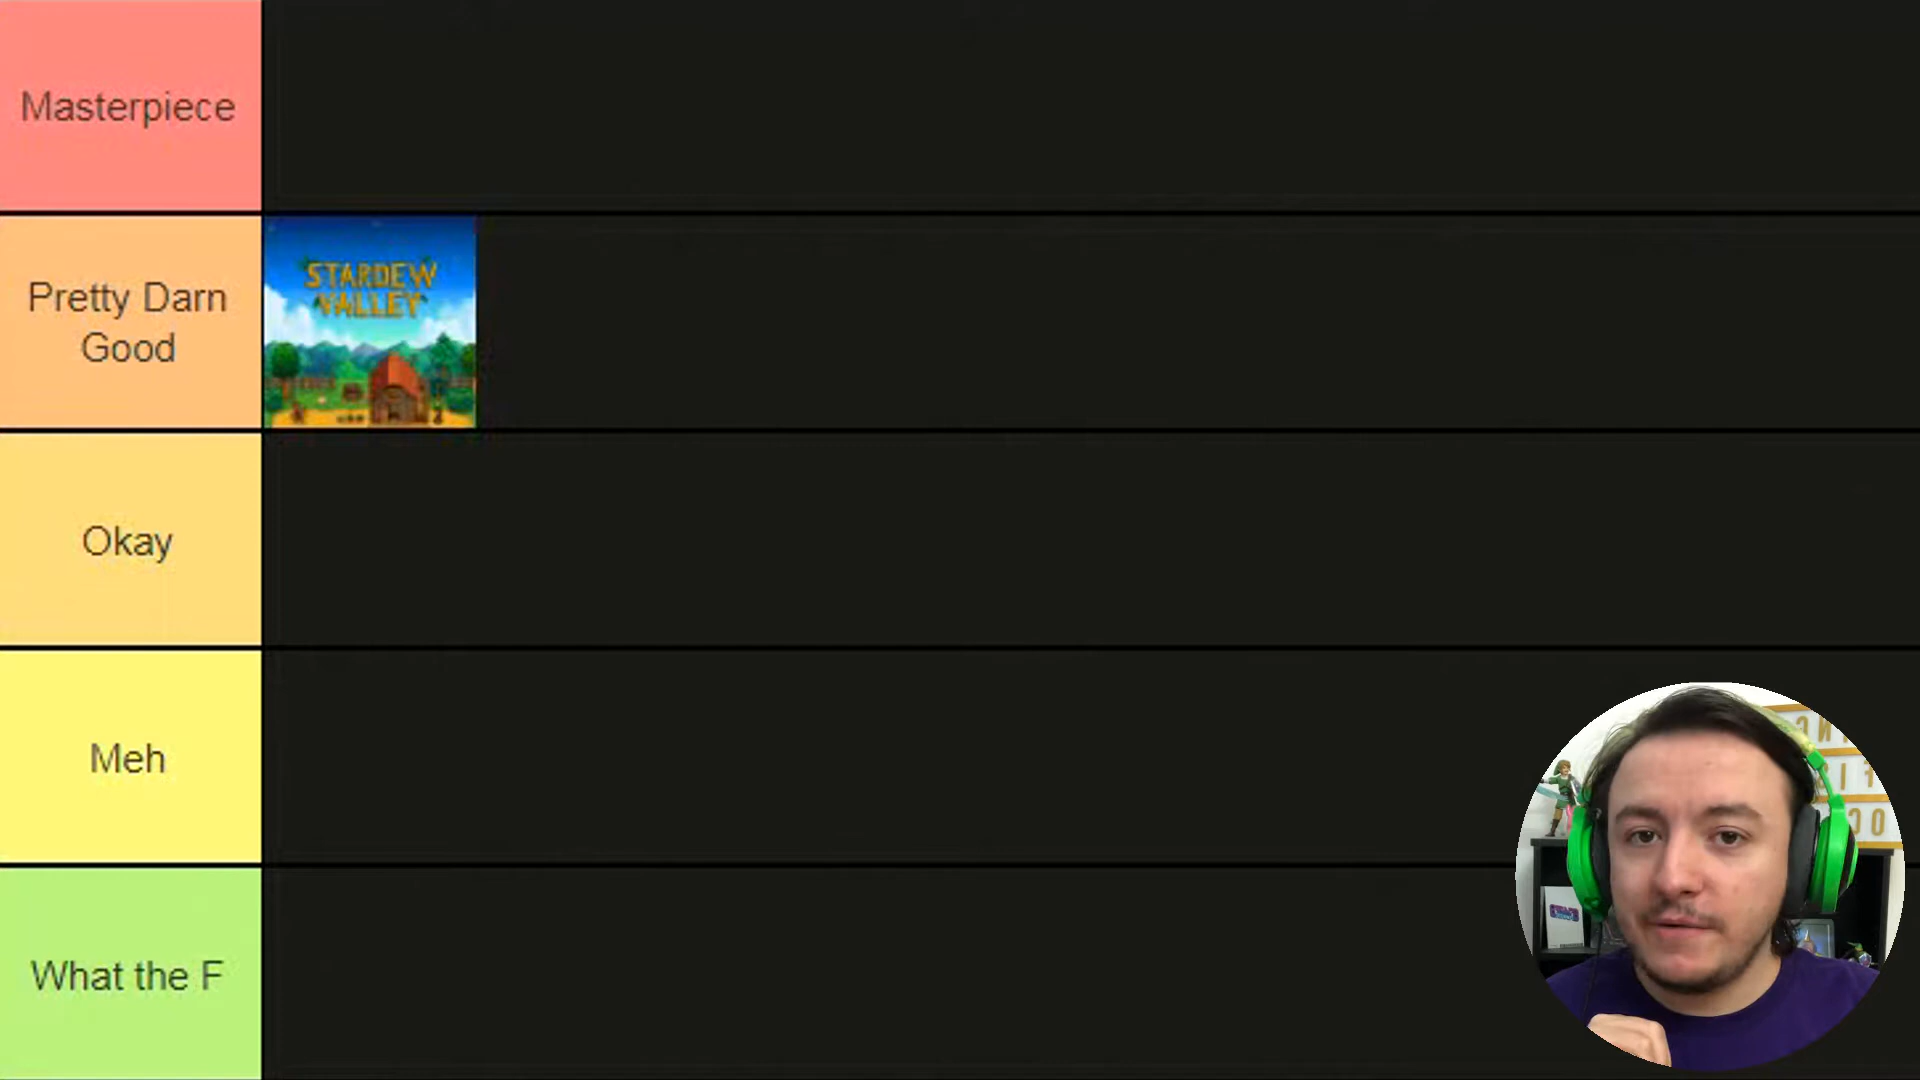 Masterpiece
Pretty Darn
Good
STARDEW
VALLEY
Okay
Meh
What the F